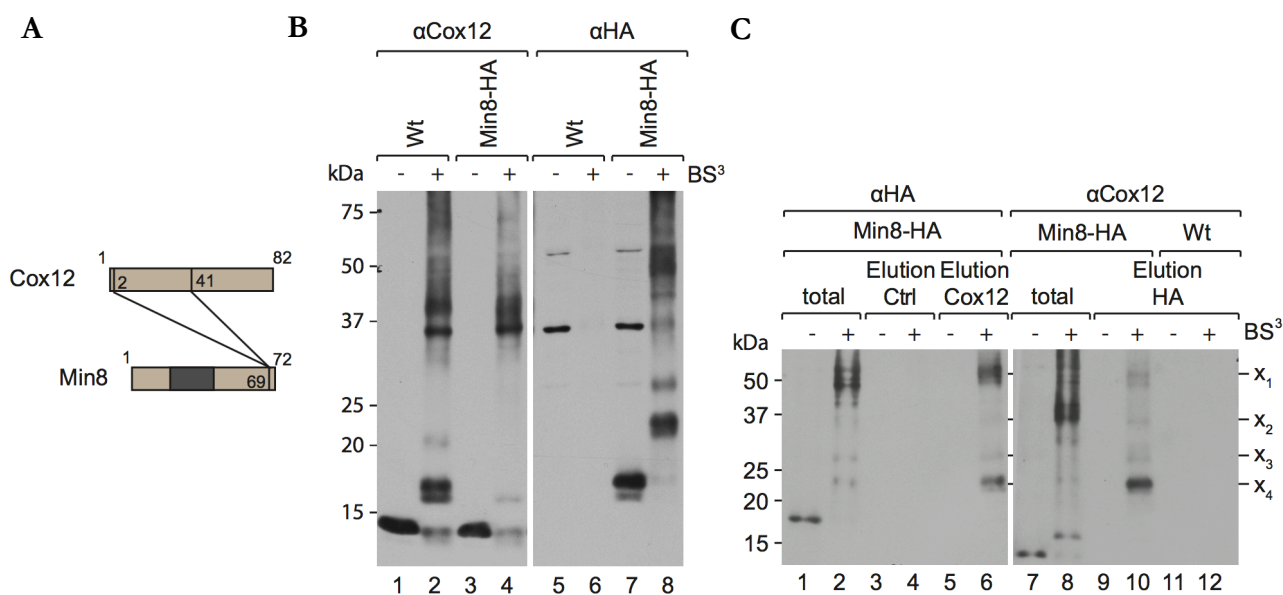 A
B
C
αCox12
αHA
Wt
Min8-HA
Wt
Min8-HA
kDa
- + - + - + - + BS³
75
50
37
25
20
15
1 2 3 4 5 6 7 8
1
82
Cox12
2
41
1
72
Min8
69
αHA
αCox12
Min8-HA
Min8-HA
Wt
total
Elution Ctrl
Elution Cox12
total
Elution HA
- + - + - + - + - + - + BS³
kDa
50
37
25
20
15
X₁
X₂
X₃
X₄
1 2 3 4 5 6 7 8 9 10 11 12